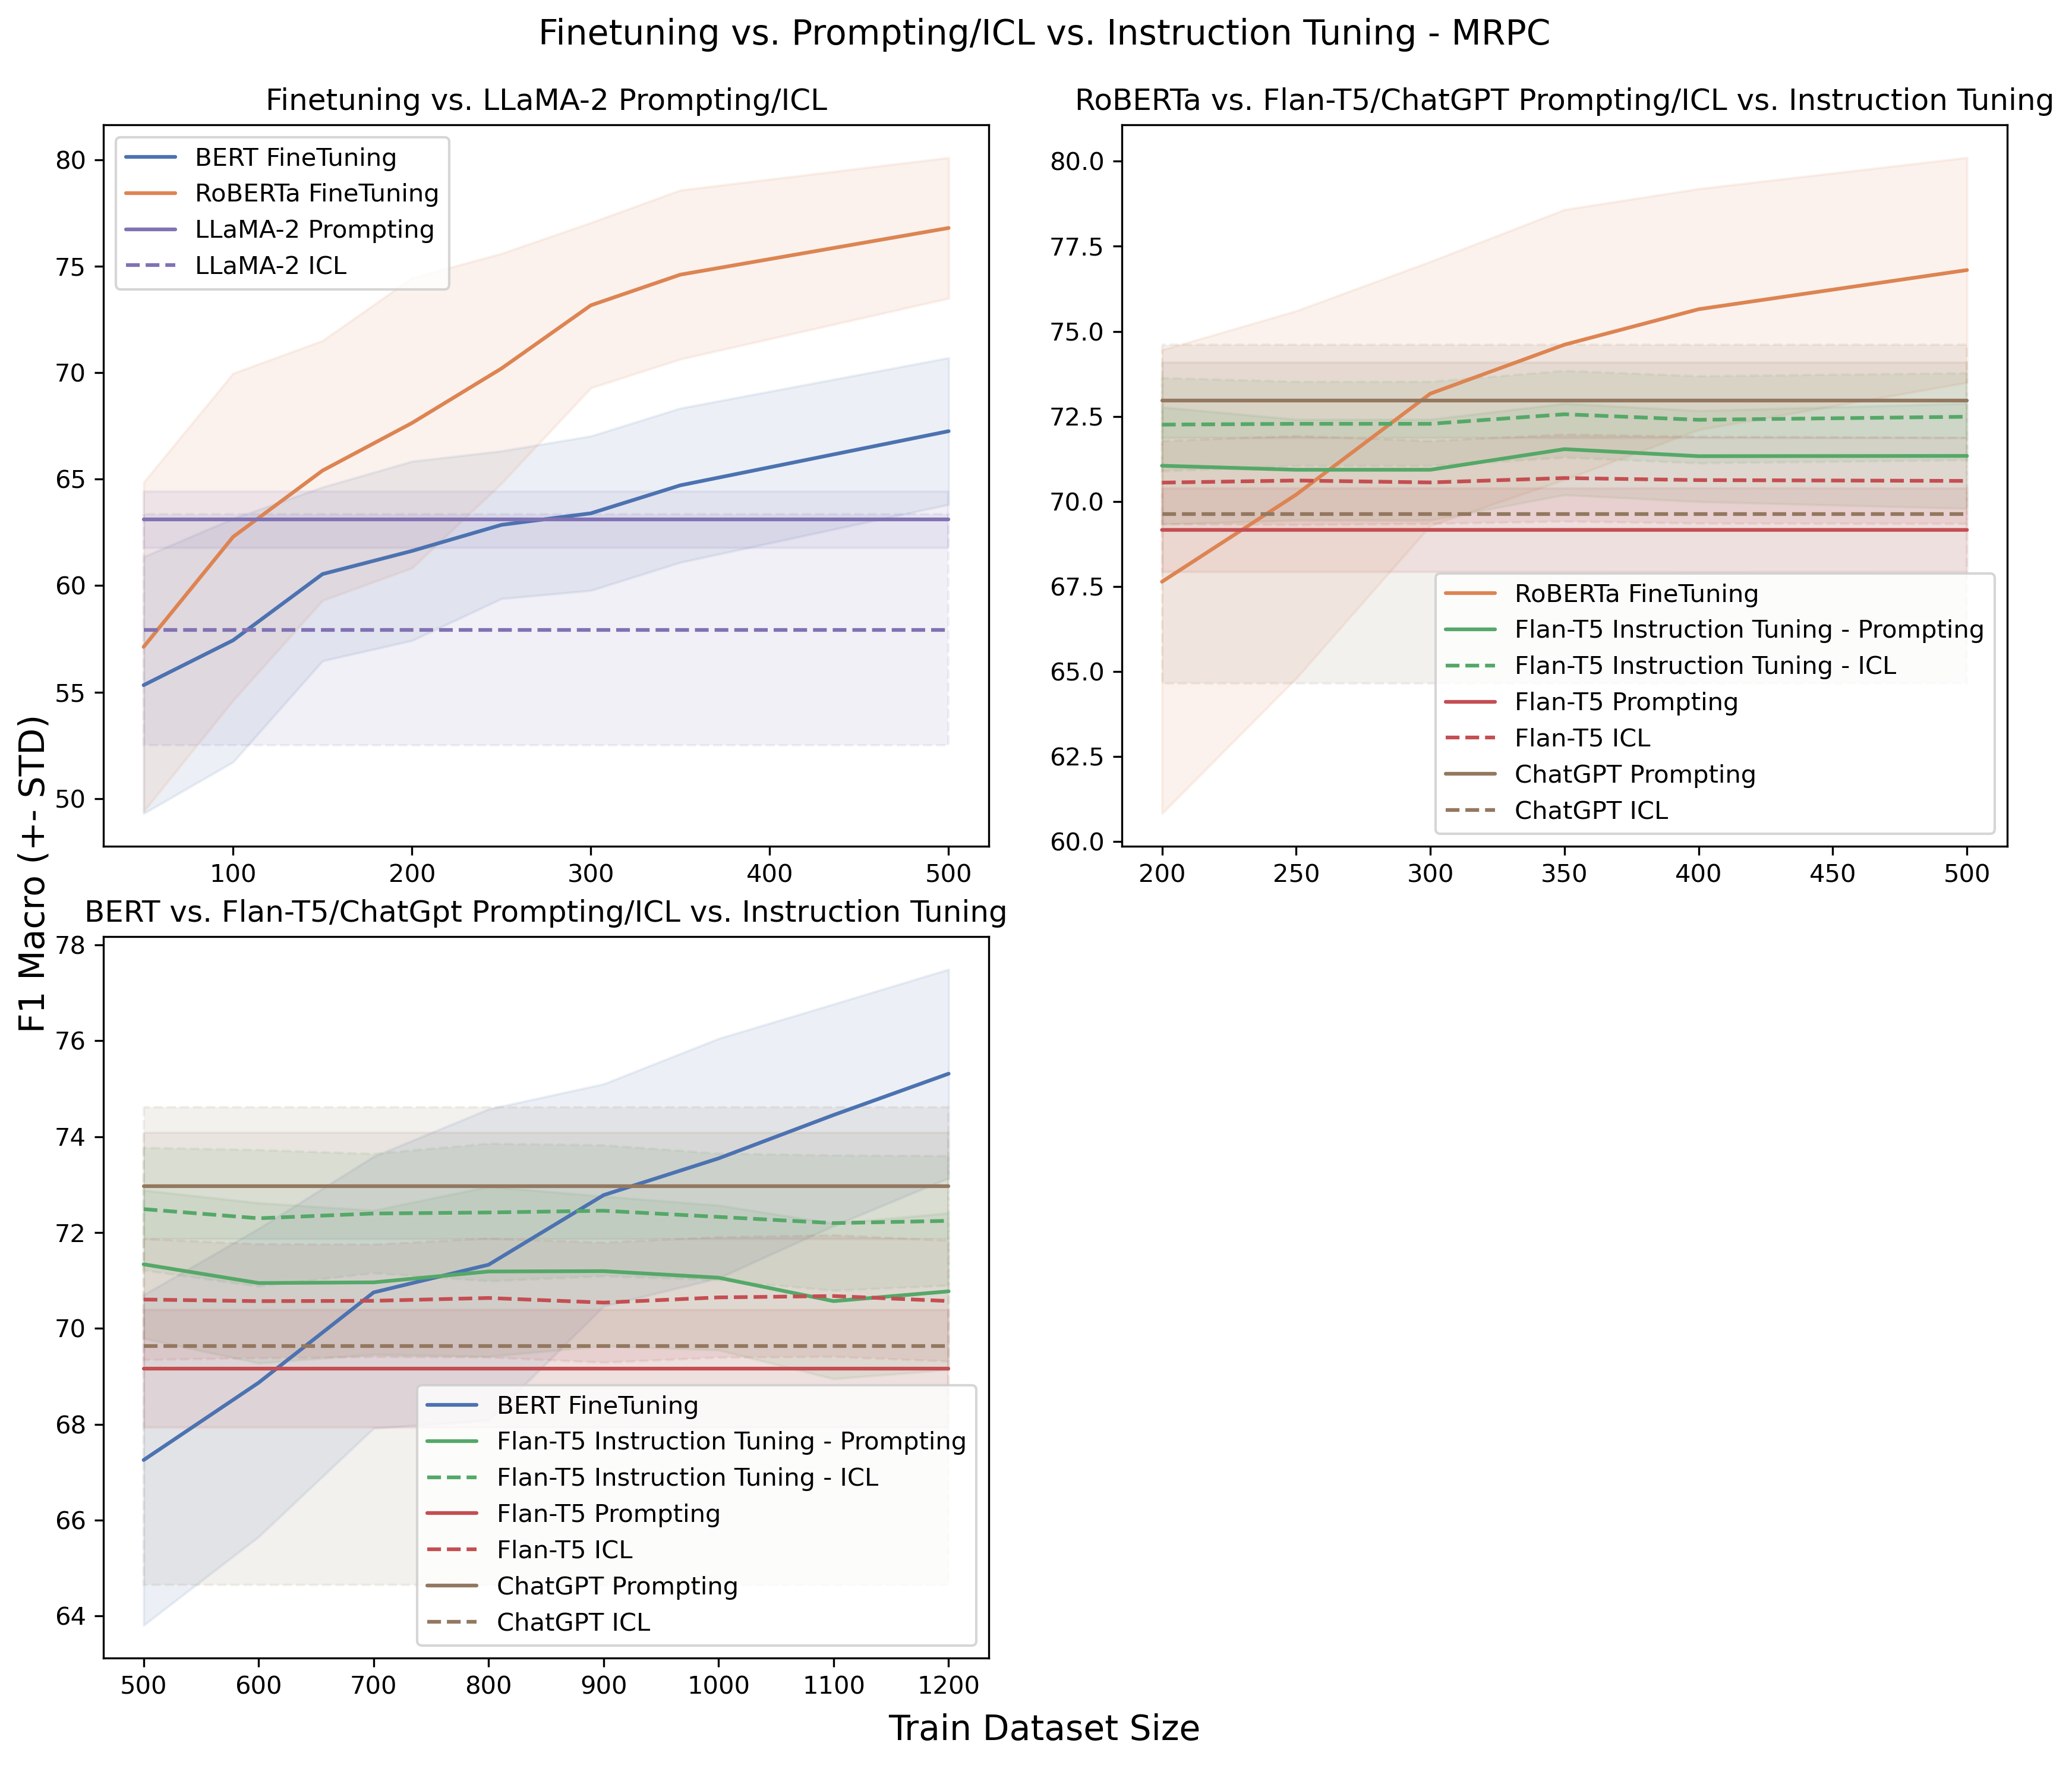 Finetuning vs. Prompting/ICL vs. Instruction Tuning - MRPC
Finetuning vs. LLaMA-2 Prompting/ICL
80
75
70
65
60
55
50
100
200
300
400
500
BERT FineTuning
RoBERTa FineTuning
LLaMA-2 Prompting
LLaMA-2 ICL
RoBERTa vs. Flan-T5/ChatGPT Prompting/ICL vs. Instruction Tuning
80.0
77.5
75.0
72.5
70.0
67.5
65.0
62.5
60.0
200
250
300
350
400
450
500
RoBERTa FineTuning
Flan-T5 Instruction Tuning - Prompting
Flan-T5 Instruction Tuning - ICL
Flan-T5 Prompting
Flan-T5 ICL
ChatGPT Prompting
ChatGPT ICL
BERT vs. Flan-T5/ChatGpt Prompting/ICL vs. Instruction Tuning
78
76
74
72
70
68
66
64
500
600
700
800
900
1000
1100
1200
BERT FineTuning
Flan-T5 Instruction Tuning - Prompting
Flan-T5 Instruction Tuning - ICL
Flan-T5 Prompting
Flan-T5 ICL
ChatGPT Prompting
ChatGPT ICL
F1 Macro (+- STD)
Train Dataset Size